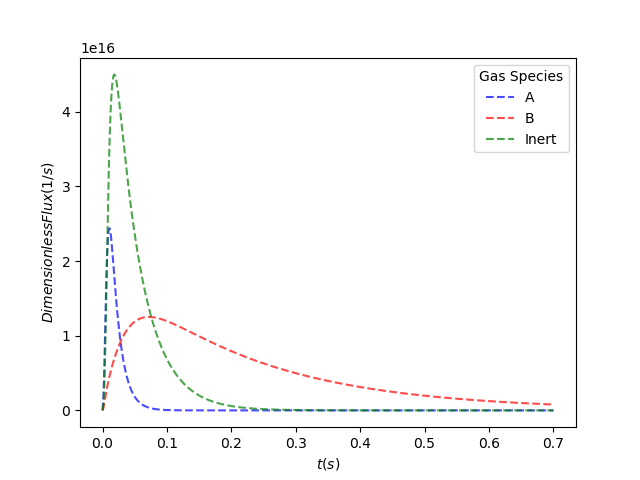 1e16
4
3
2
1
0
DimensionlessFlux(1/s)
0.0 0.1 0.2 0.3 0.4 0.5 0.6 0.7
t(s)
Gas Species
A
B
Inert